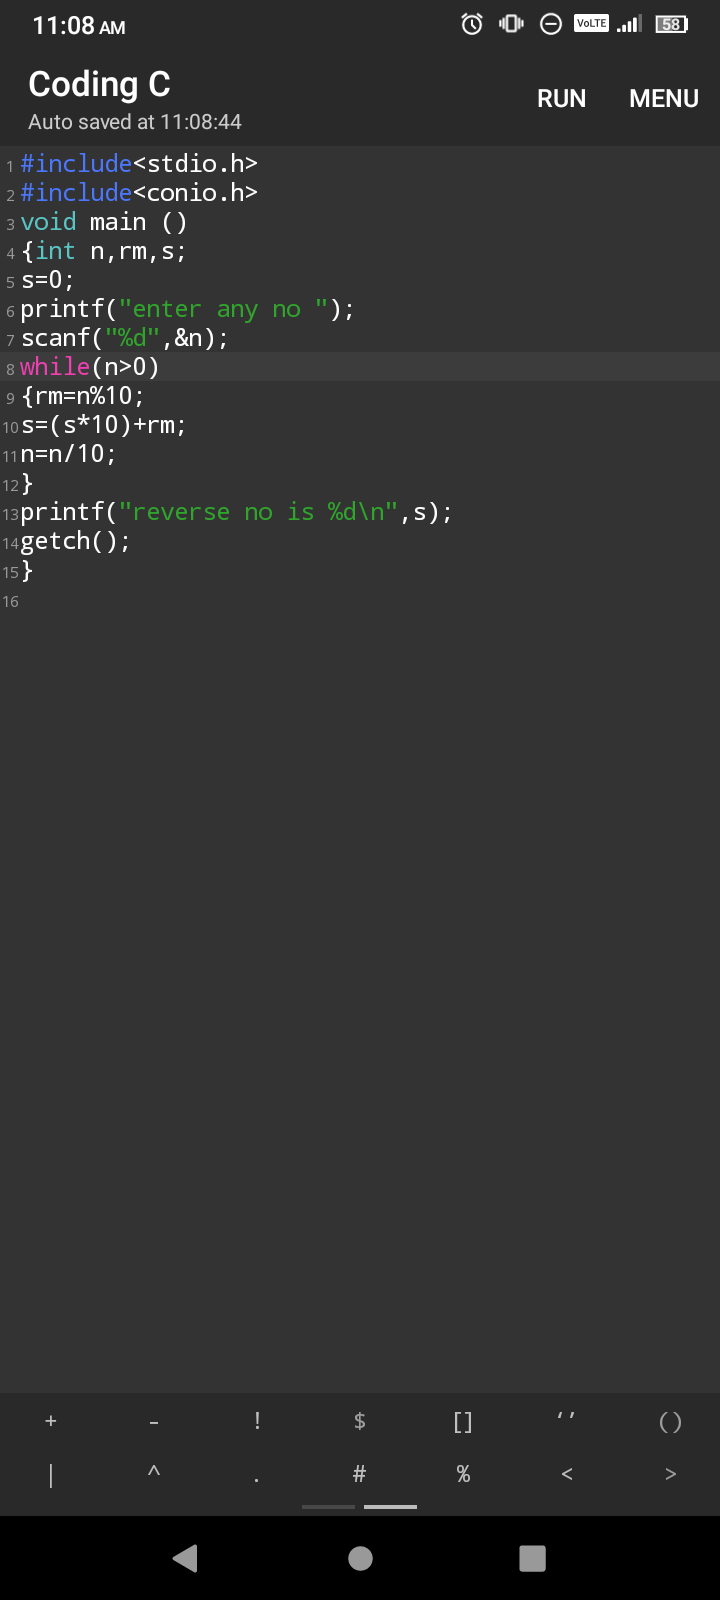 11:08 AM VoLTE 58
Coding C
RUN MENU
Auto saved at 11:08:44
1 #include<stdio.h>
2 #include<conio.h>
3 void main ()
4 {int n,rm,s;
5 s=0;
6 printf("enter any no ");
7 scanf("%d",&n);
8 while(n>0)
9 {rm=n%10;
10 s=(s*10)+rm;
11 n=n/10;
12 }
13 printf("reverse no is %d\n",s);
14 getch();
15 }
16
+ - ! $ [] ‘’ ()
| ^ . # % < >